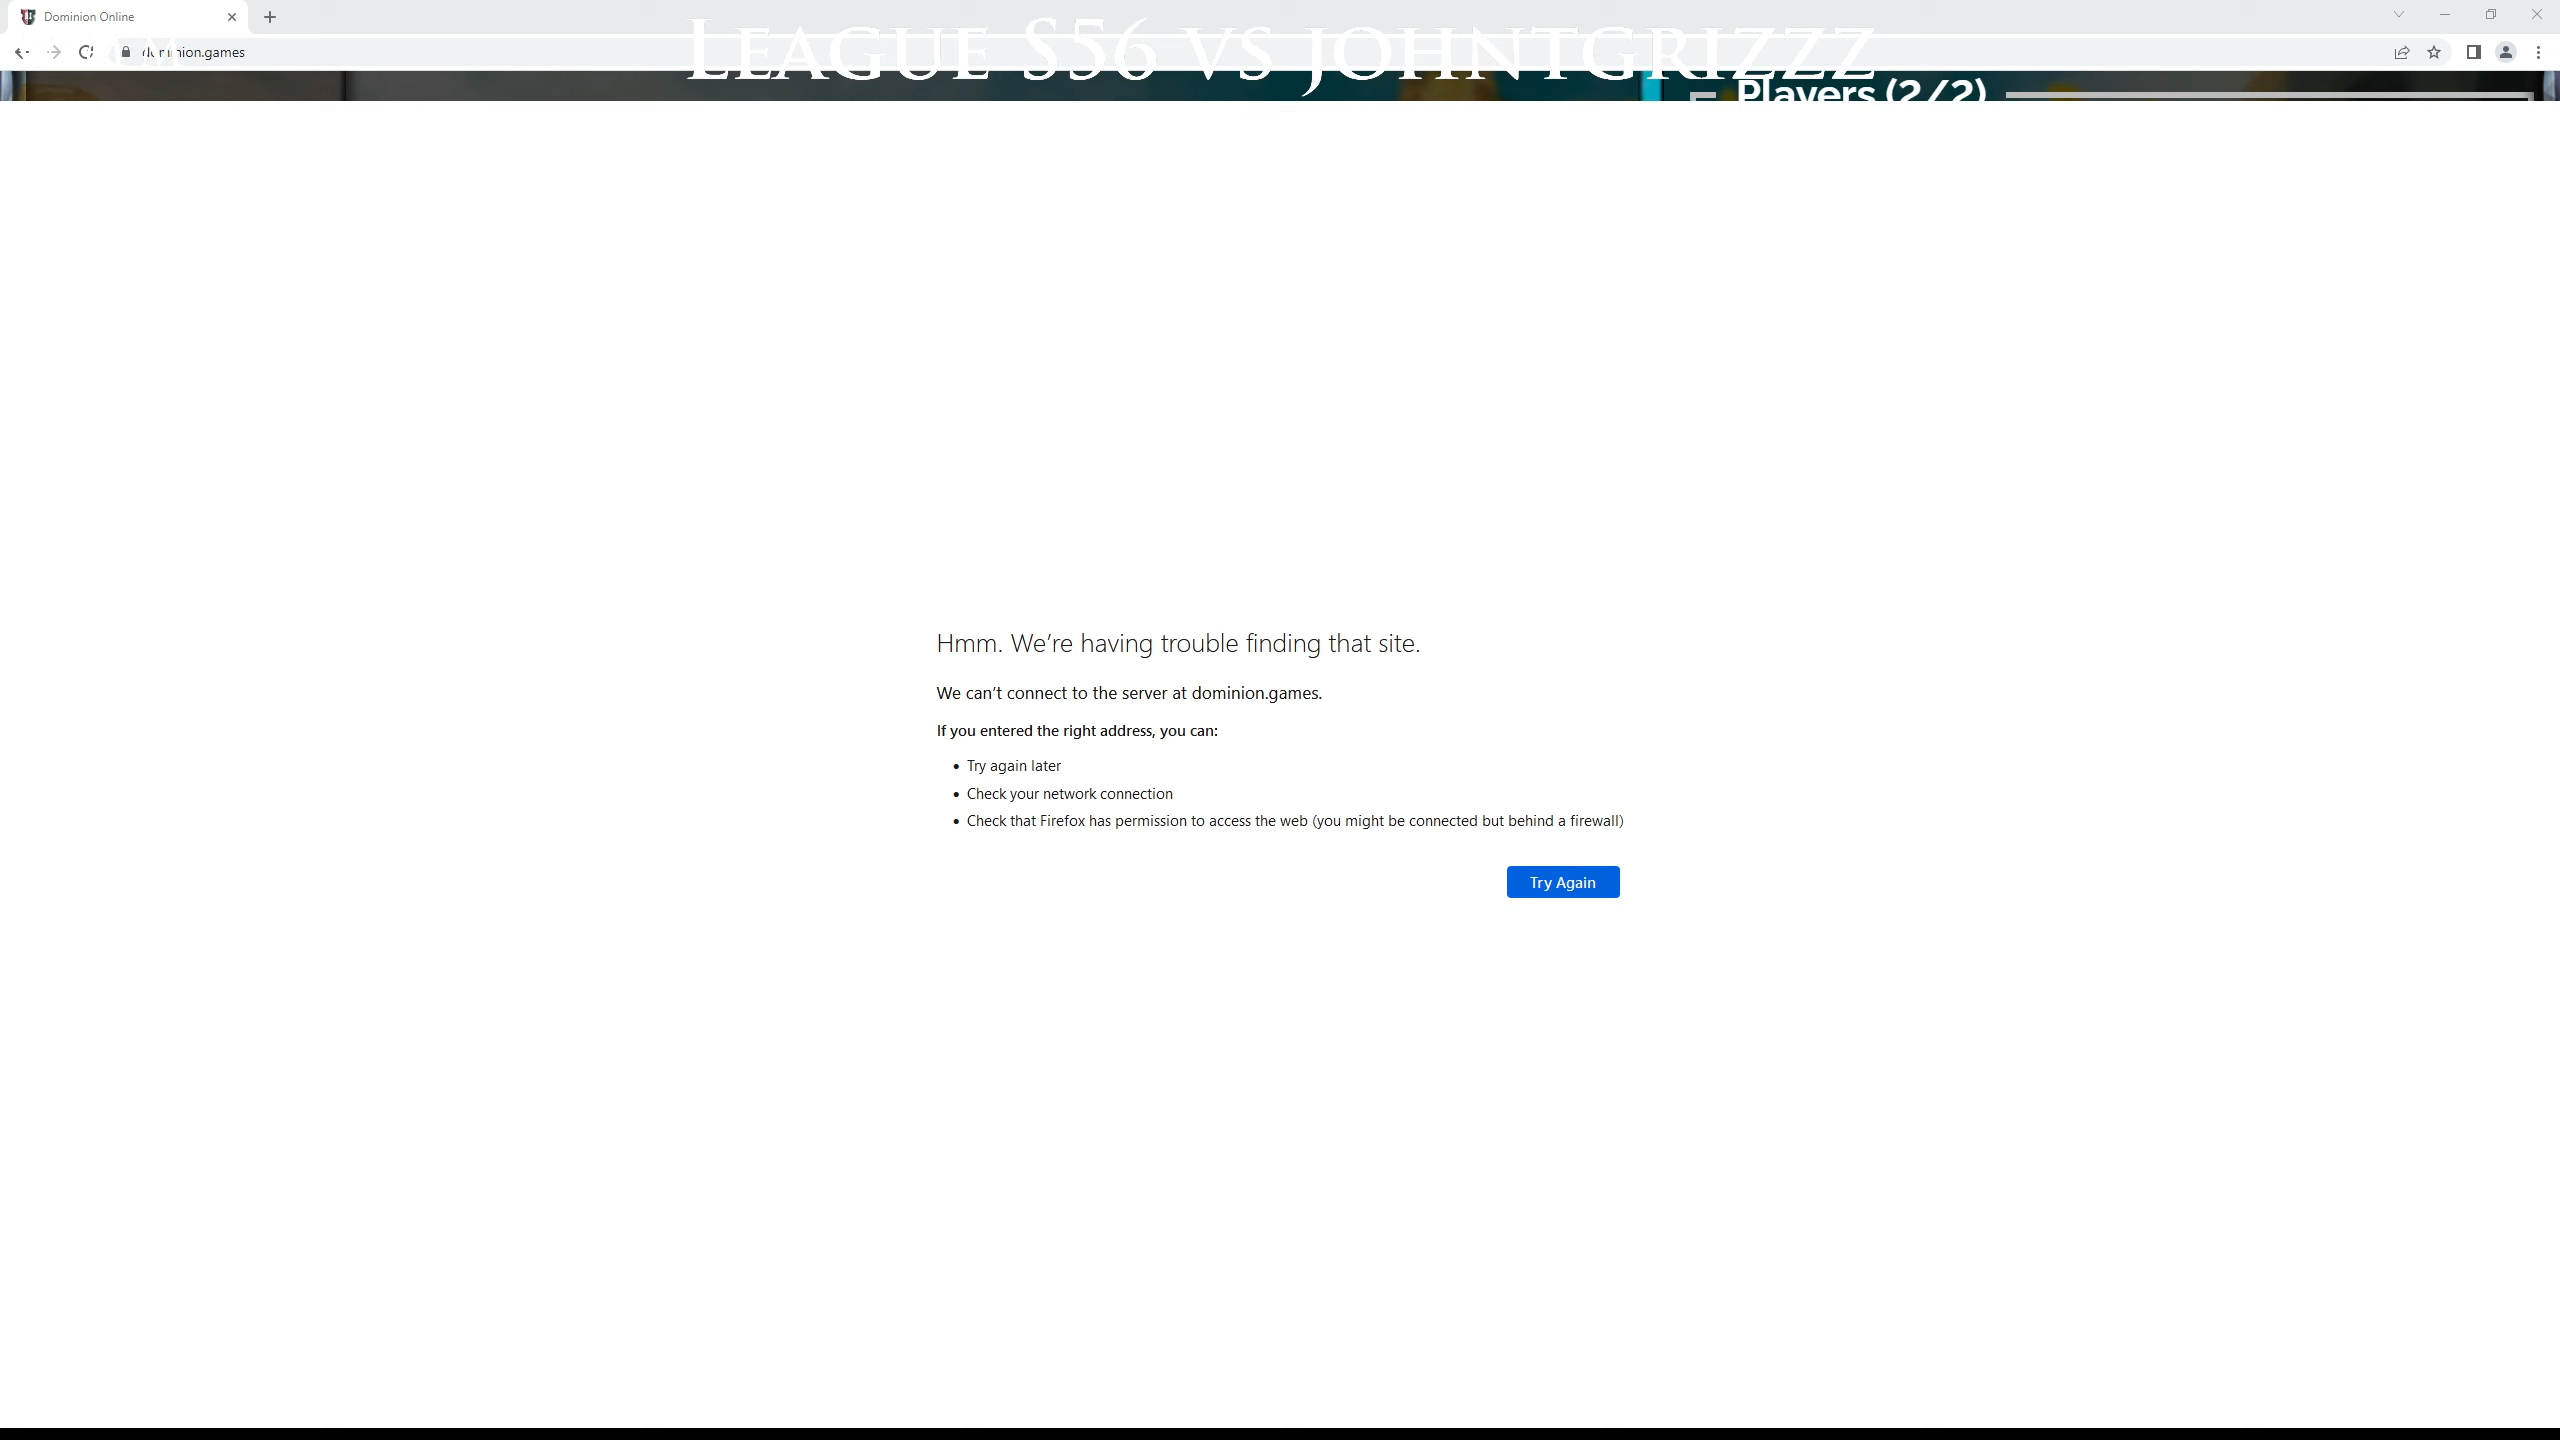 Dominion Online
League S56 vs johntgrizzz
Players (2/2)
Hmm. We're having trouble finding that site.
We can't connect to the server at dominion.games.
If you entered the right address, you can:
Try again later
Check your network connection
Check that Firefox has permission to access the web (you might be connected but behind a firewall)
Try Again